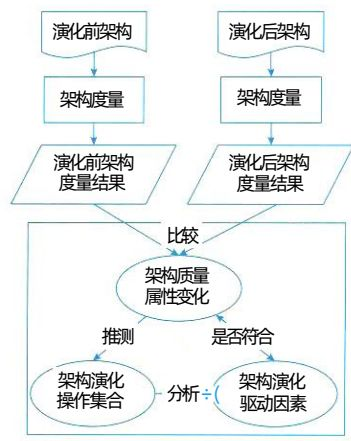 演化前架构
演化后架构
架构度量
架构度量
演化前架构
度量结果
演化后架构
度量结果
比较
架构质量
属性变化
推测
是否符合
架构演化
操作集合
分析÷(
架构演化
驱动因素